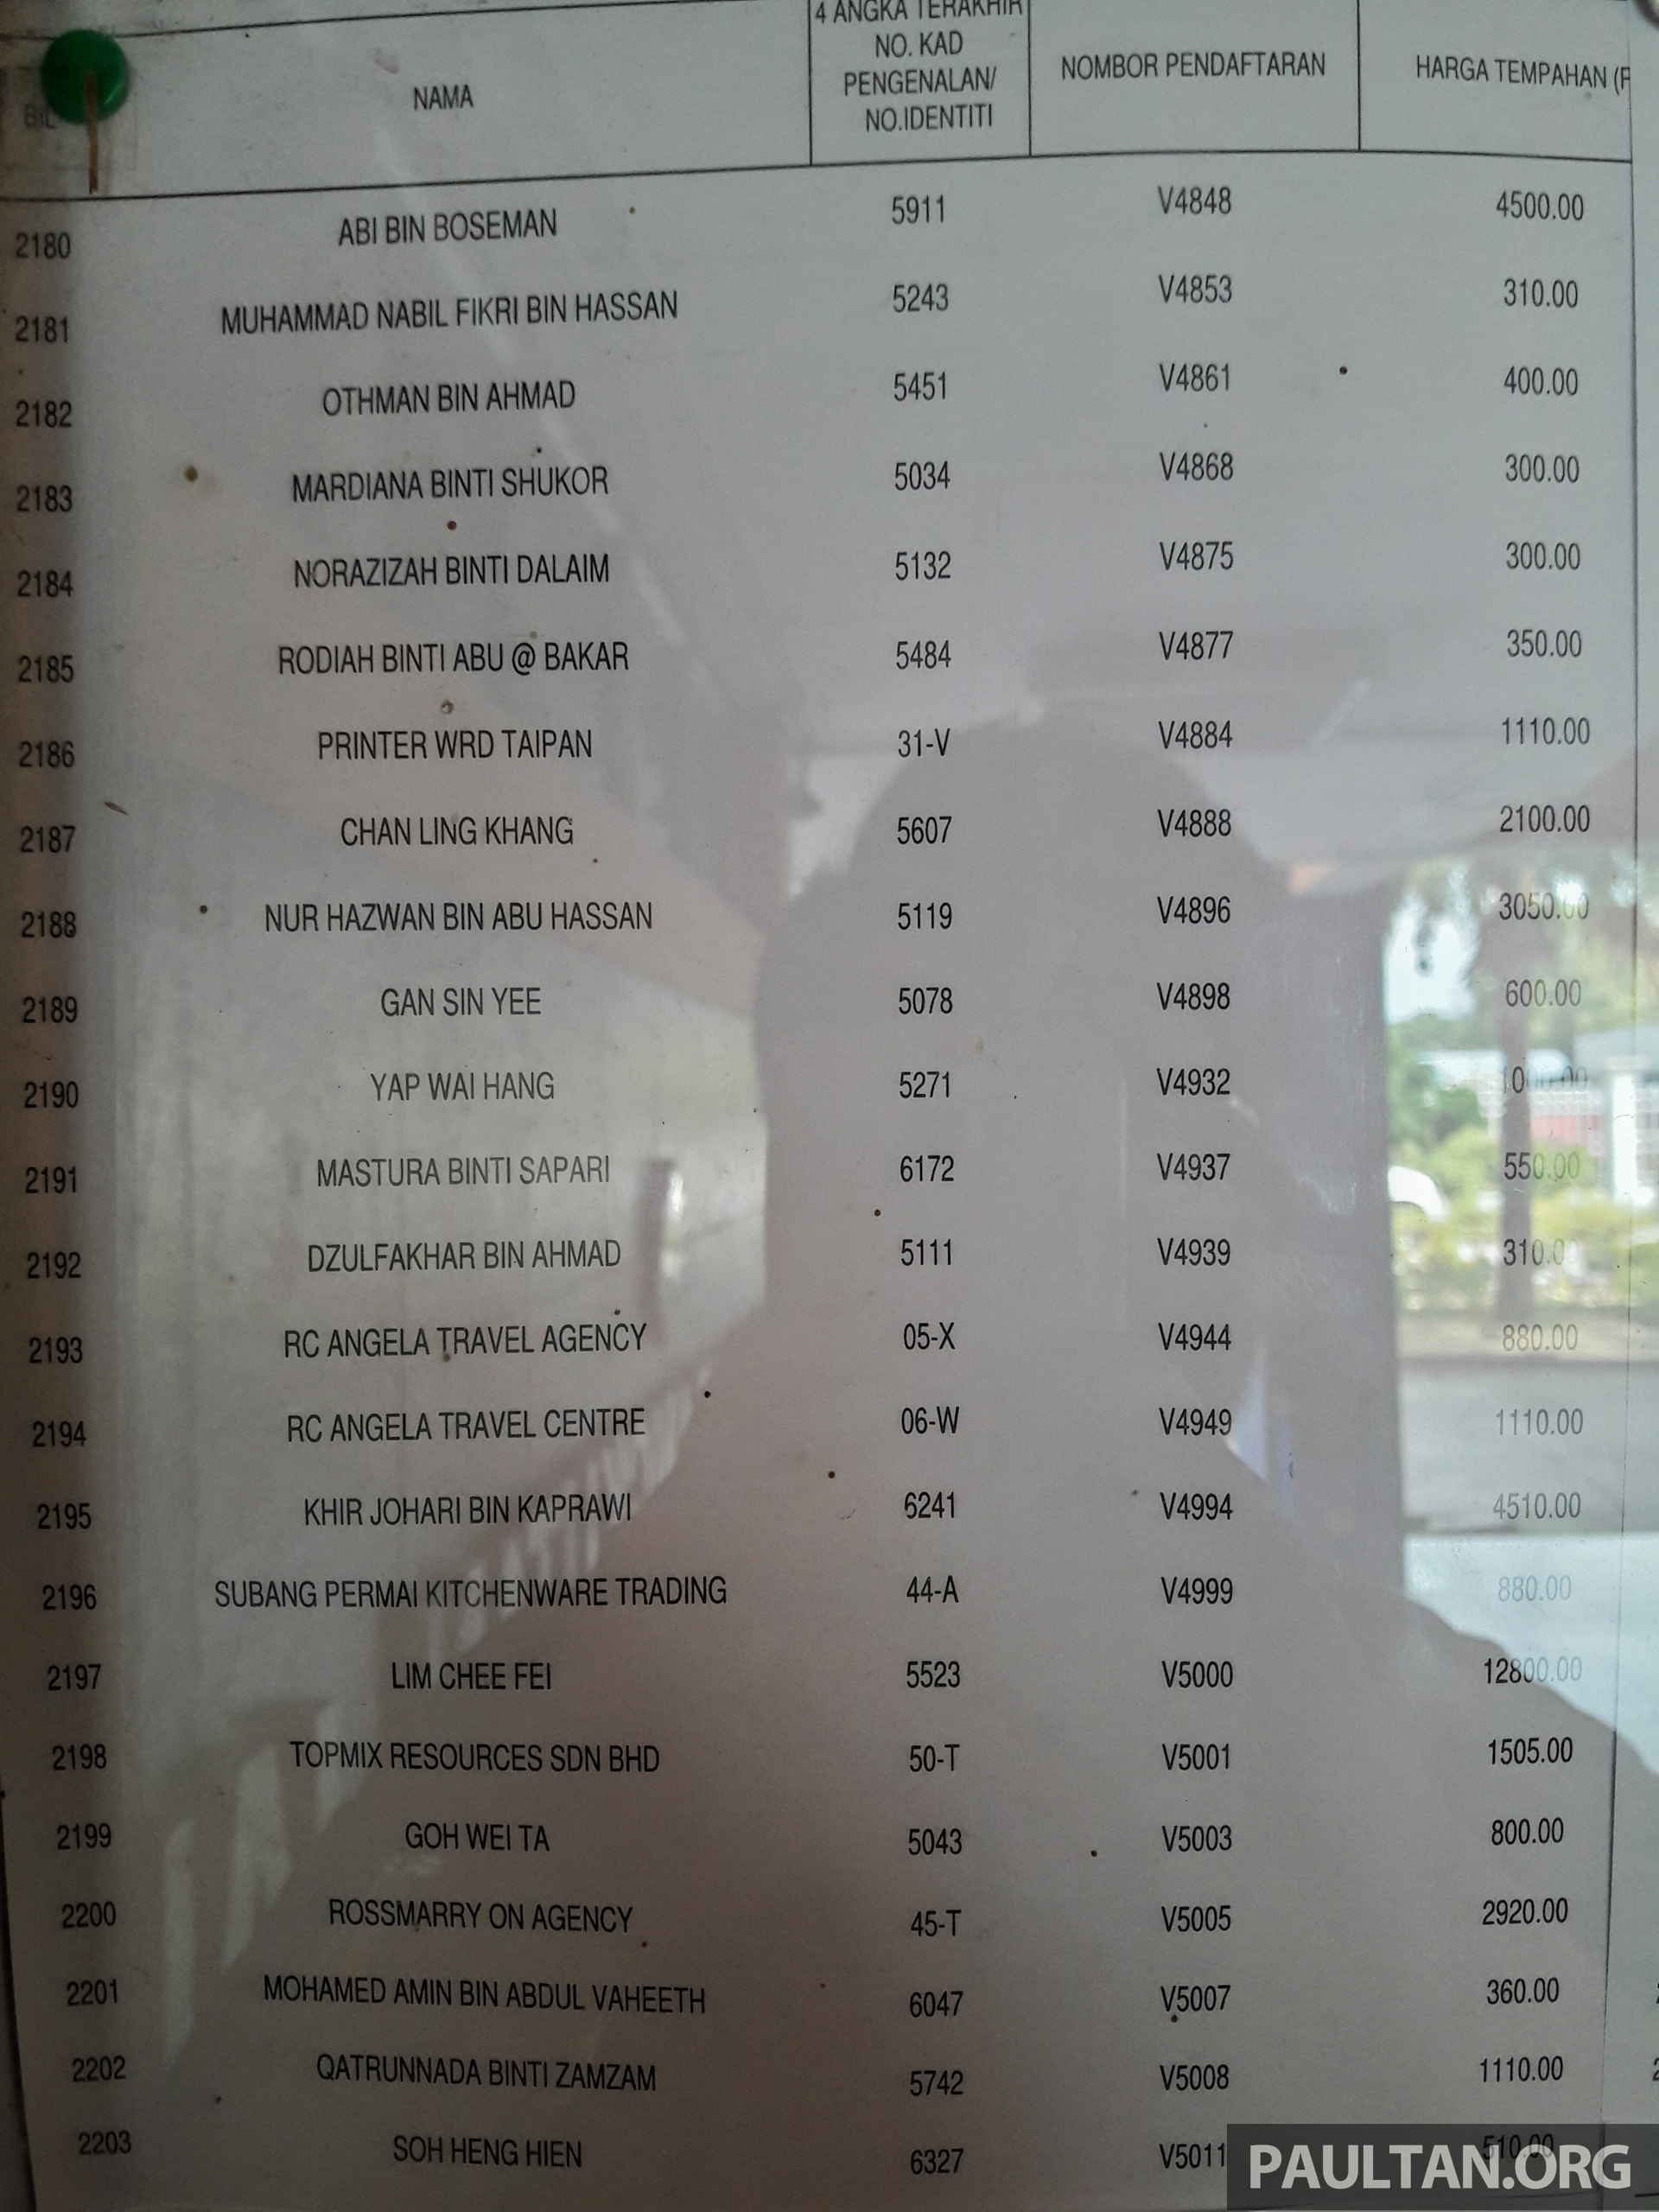 BIL NAMA 4 ANGKA TERAKHIR NO. KAD PENGENALAN/ NO.IDENTITI NOMBOR PENDAFTARAN HARGA TEMPAHAN
2180 ABI BIN BOSEMAN 5911 V4848 4500.00
2181 MUHAMMAD NABIL FIKRI BIN HASSAN 5243 V4853 310.00
2182 OTHMAN BIN AHMAD 5451 V4861 400.00
2183 MARDIANA BINTI SHUKOR 5034 V4868 300.00
2184 NORAZIZAH BINTI DALAIM 5132 V4875 300.00
2185 RODIAH BINTI ABU @ BAKAR 5484 V4877 350.00
2186 PRINTER WRD TAIPAN 31-V V4884 1110.00
2187 CHAN LING KHANG 5607 V4888 2100.00
2188 NUR HAZWAN BIN ABU HASSAN 5119 V4896 3050.00
2189 GAN SIN YEE 5078 V4898 600.00
2190 YAP WAI HANG 5271 V4932
2191 MASTURA BINTI SAPARI 6172 V4937 550.00
2192 DZULFAKHAR BIN AHMAD 5111 V4939 310.00
2193 RC ANGELA TRAVEL AGENCY 05-X V4944 880.00
2194 RC ANGELA TRAVEL CENTRE 06-W V4949 1110.00
2195 KHIR JOHARI BIN KAPRAWI 6241 V4994 4510.00
2196 SUBANG PERMAI KITCHENWARE TRADING 44-A V4999 880.00
2197 LIM CHEE FEI 5523 V5000 12800.00
2198 TOPMIX RESOURCES SDN BHD 50-T V5001 1505.00
2199 GOH WEI TA 5043 V5003 800.00
2200 ROSSMARRY ON AGENCY 45-T V5005 2920.00
2201 MOHAMED AMIN BIN ABDUL VAHEETH 6047 V5007 360.00
2202 QATRUNNADA BINTI ZAMZAM 5742 V5008 1110.00
2203 SOH HENG HIEN 6327 V5011 510.00
PAULTAN.ORG